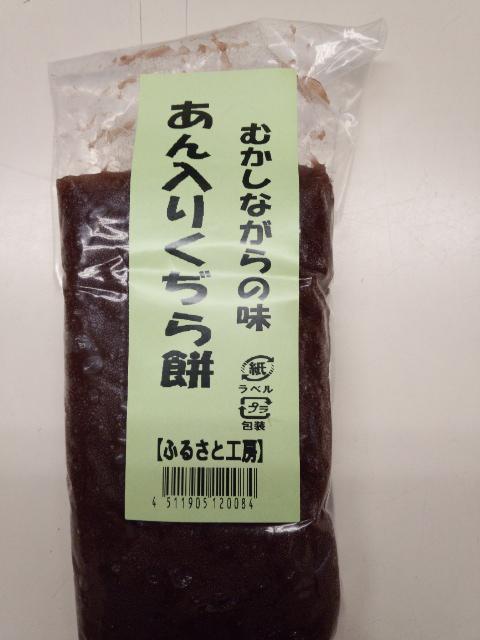 むかしながらの味
あん入りくぢら餅
紙
ラベル
プラ
包装
【ふるさと工房】
4 511905 120084